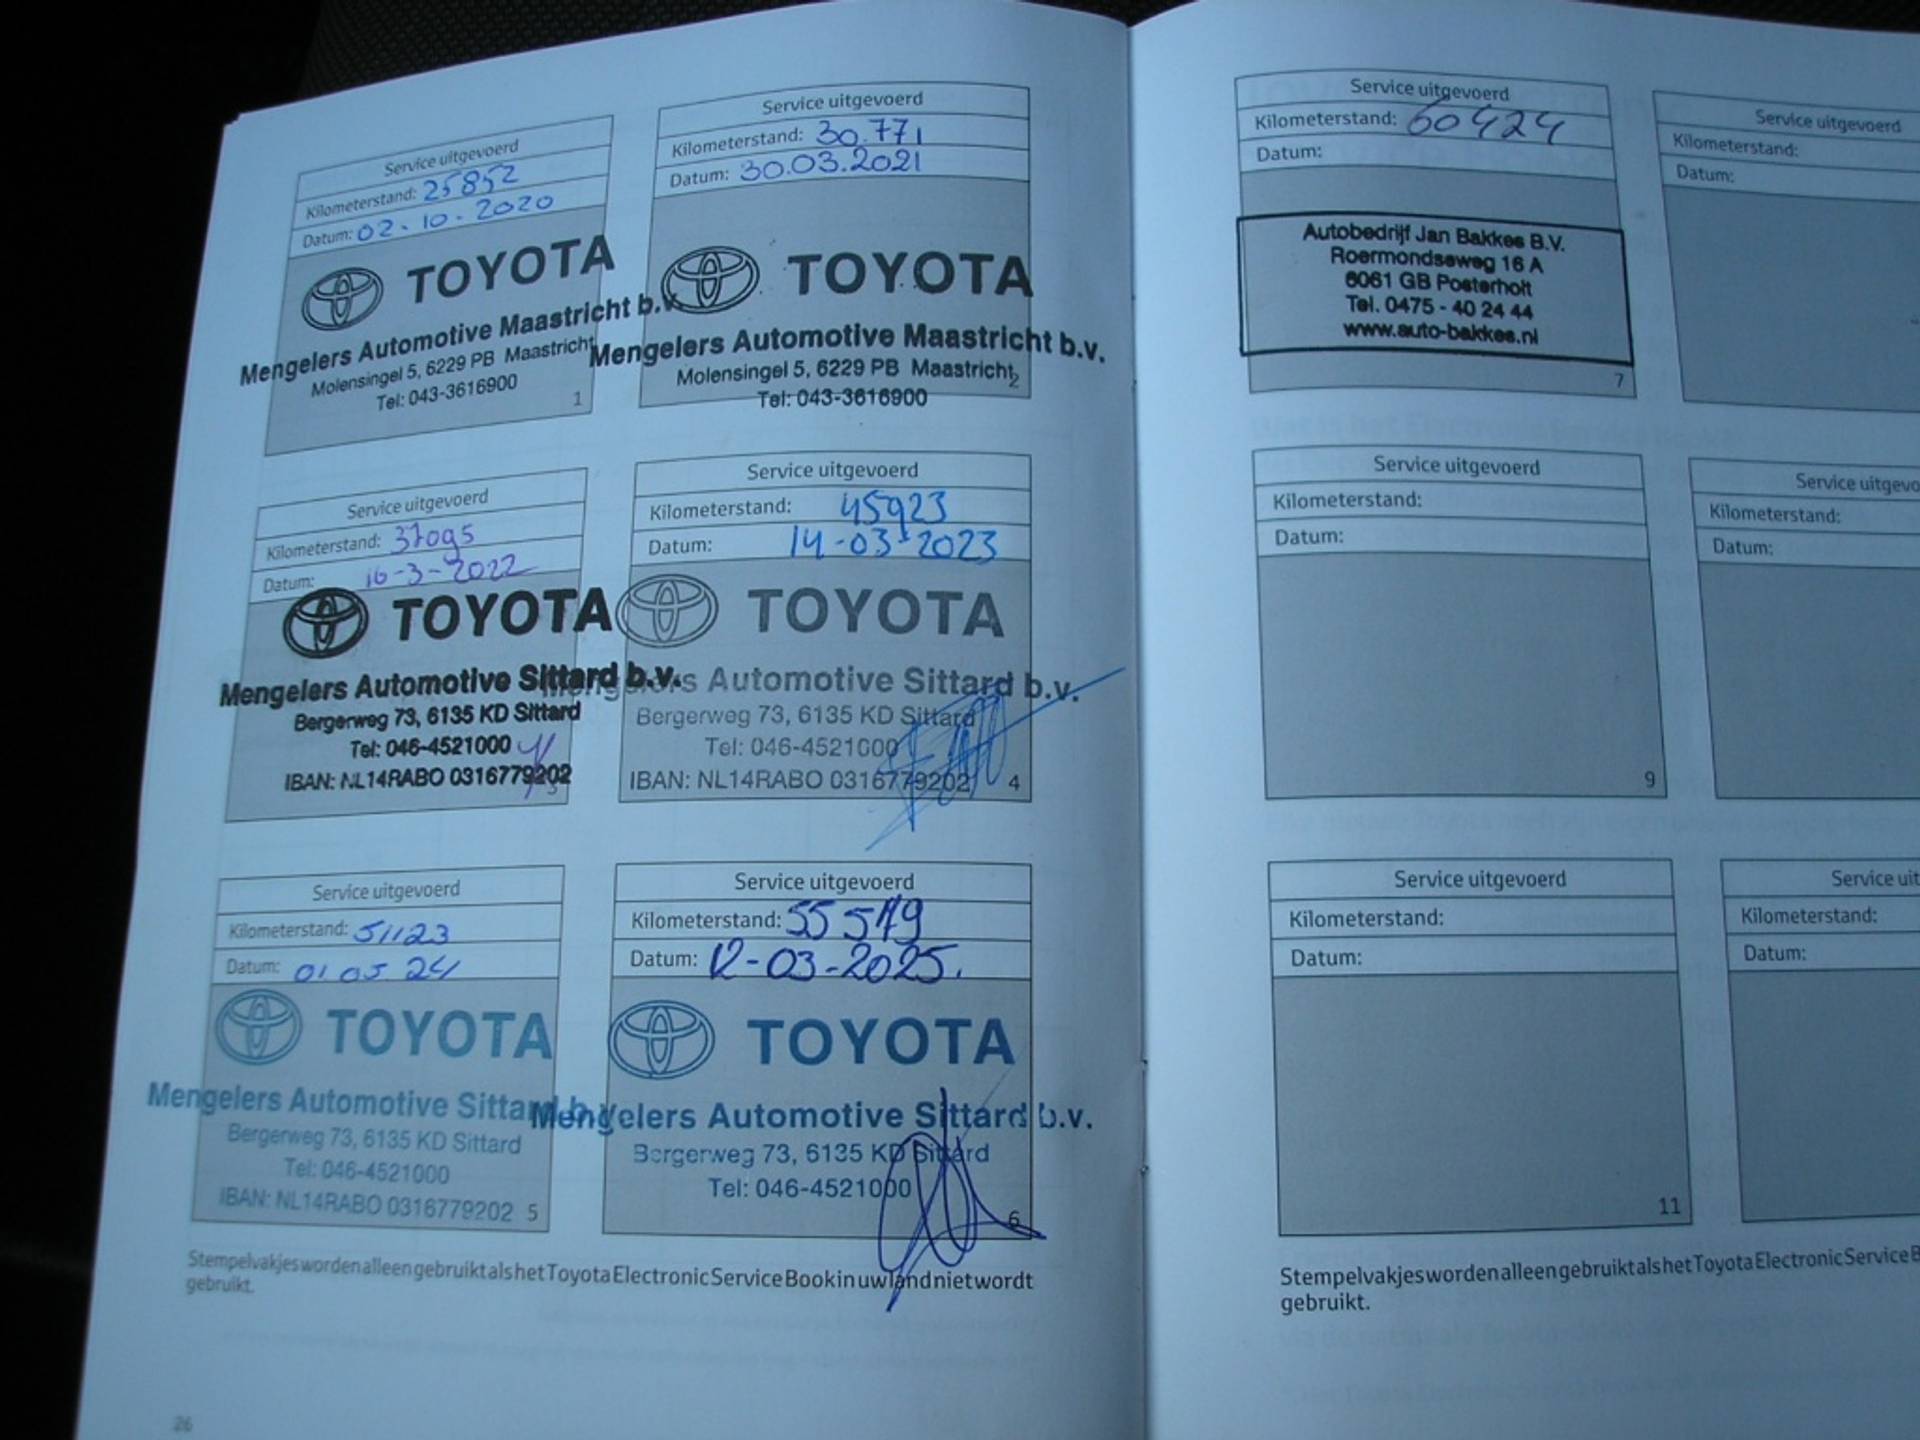 Service uitgevoerd
Kilometerstand: 25852
Datum: 02.10.2020
TOYOTA
Mengelers Automotive Maastricht b.v.
Molensingel 5, 6229 PB Maastricht
Tel: 043-3616900
1
Service uitgevoerd
Kilometerstand: 30.771
Datum: 30.03.2021
TOYOTA
Mengelers Automotive Maastricht b.v.
Molensingel 5, 6229 PB Maastricht
2
Tel: 043-3616900
Service uitgevoerd
Kilometerstand: 37095
Datum: 16-3-2022
TOYOTA
Mengelers Automotive Sittard b.v.
Bergerweg 73, 6135 KD Sittard
Tel: 046-4521000
IBAN: NL14RABO 0316779202
3
Service uitgevoerd
Kilometerstand: 45923
Datum: 14-03-2023
TOYOTA
Mengelers Automotive Sittard b.v.
Bergerweg 73, 6135 KD Sittard
Tel: 046-4521000
IBAN: NL14RABO 0316779202
4
Service uitgevoerd
Kilometerstand: 51123
Datum: 01.05.24
TOYOTA
Mengelers Automotive Sittard b.v.
Bergerweg 73, 6135 KD Sittard
Tel: 046-4521000
IBAN: NL14RABO 0316779202 5
Service uitgevoerd
Kilometerstand: 55579
Datum: 12-03-2025.
TOYOTA
Mengelers Automotive Sittard b.v.
Bergerweg 73, 6135 KD Sittard
Tel: 046-4521000
6
Stempelvakjes worden alleen gebruikt als het Toyota Electronic Service Book in uw land niet wordt
gebruikt.
26
Service uitgevoerd
Kilometerstand: 60424
Datum:
Autobedrijf Jan Bakkes B.V.
Roermondseweg 16 A
6061 GB Posterholt
Tel. 0475 - 40 24 44
www.auto-bakkes.nl
7
Service uitgevoerd
Kilometerstand:
Datum:
Service uitgevoerd
Kilometerstand:
Datum:
9
Service uitgevo
Kilometerstand:
Datum:
Service uitgevoerd
Kilometerstand:
Datum:
11
Service uit
Kilometerstand:
Datum:
Stempelvakjes worden alleen gebruikt als het Toyota Electronic Service B
gebruikt.